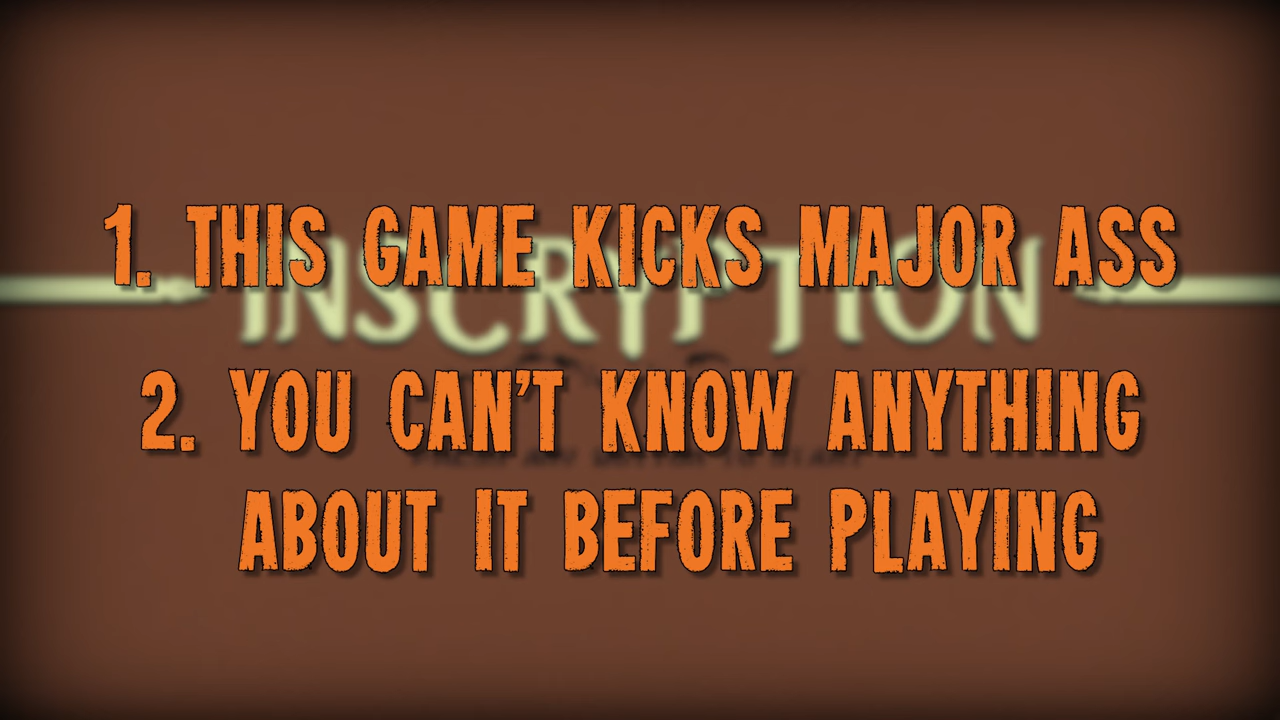 1. THIS GAME KICKS MAJOR ASS
INSCRYPTION
2. YOU CAN'T KNOW ANYTHING
ABOUT IT BEFORE PLAYING